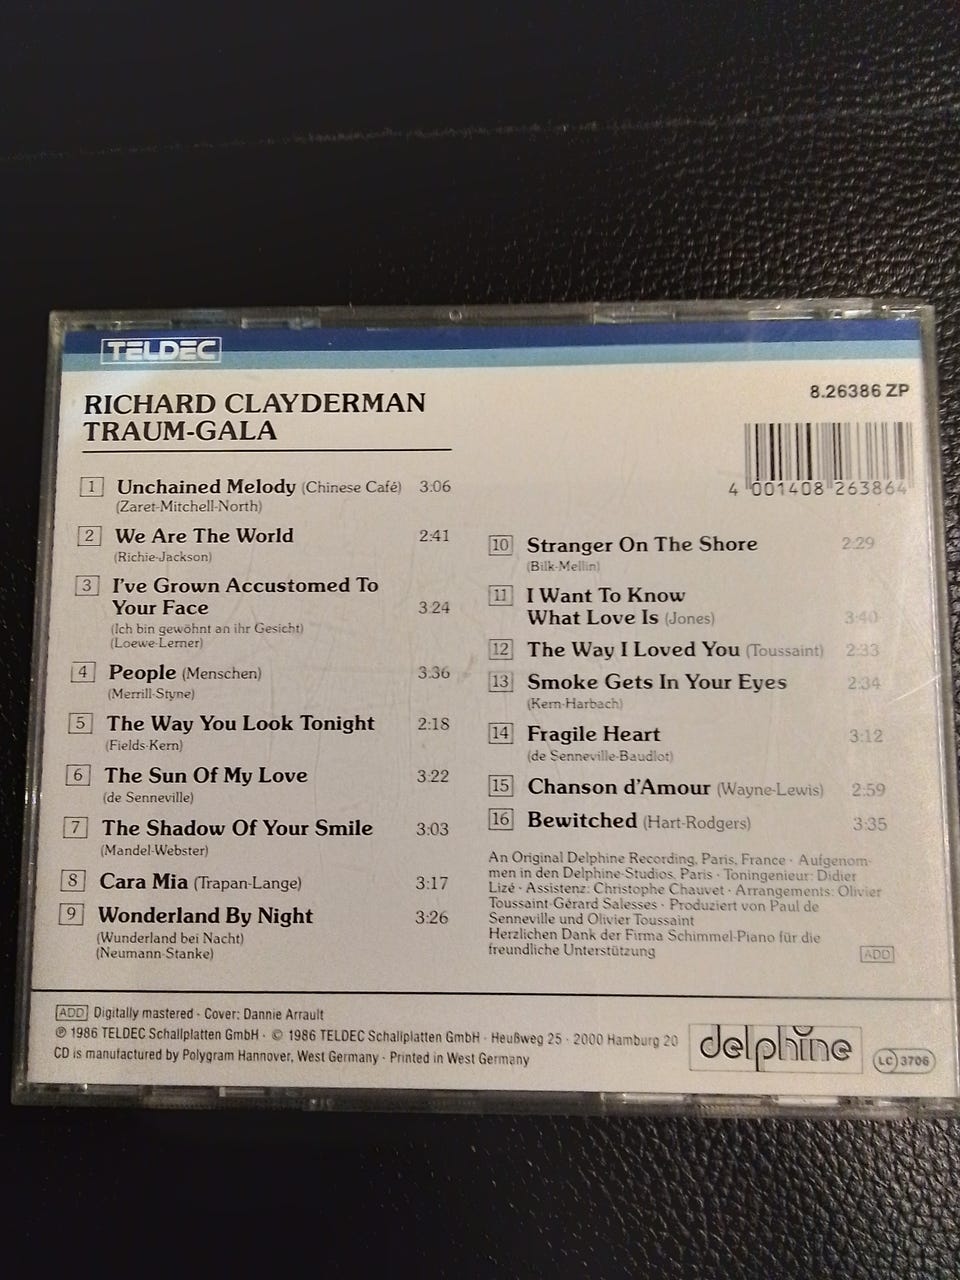 TELDEC
RICHARD CLAYDERMAN
TRAUM-GALA
8.26386 ZP
4 001408 263864
1 Unchained Melody (Chinese Café) 3:06
(Zaret-Mitchell-North)
2 We Are The World 2:41
(Richie-Jackson)
3 I've Grown Accustomed To
Your Face 3:24
(Ich bin gewöhnt an ihr Gesicht)
(Loewe-Lerner)
4 People (Menschen) 3:36
(Merrill-Styne)
5 The Way You Look Tonight 2:18
(Fields-Kern)
6 The Sun Of My Love 3:22
(de Senneville)
7 The Shadow Of Your Smile 3:03
(Mandel-Webster)
8 Cara Mia (Trapan-Lange) 3:17
9 Wonderland By Night 3:26
(Wunderland bei Nacht)
(Neumann-Stanke)
10 Stranger On The Shore 2:29
(Bilk-Mellin)
11 I Want To Know
What Love Is (Jones) 3:40
12 The Way I Loved You (Toussaint) 2:33
13 Smoke Gets In Your Eyes 2:34
(Kern-Harbach)
14 Fragile Heart 3:12
(de Senneville-Baudlot)
15 Chanson d'Amour (Wayne-Lewis) 2:59
16 Bewitched (Hart-Rodgers) 3:35
An Original Delphine Recording, Paris, France · Aufgenom-
men in den Delphine-Studios, Paris · Toningenieur: Didier
Lizé · Assistenz: Christophe Chauvet · Arrangements: Olivier
Toussaint-Gérard Salesses · Produziert von Paul de
Senneville und Olivier Toussaint
Herzlichen Dank der Firma Schimmel-Piano für die
freundliche Unterstützung
ADD
ADD Digitally mastered · Cover: Dannie Arrault
℗ 1986 TELDEC Schallplatten GmbH · © 1986 TELDEC Schallplatten GmbH · Heußweg 25 · 2000 Hamburg 20
CD is manufactured by Polygram Hannover, West Germany · Printed in West Germany
delphine
LC 3706